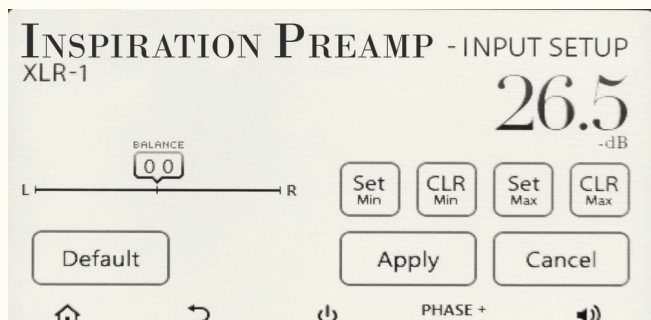 INSPIRATION PREAMP - INPUT SETUP
XLR-1
26.5
-dB
BALANCE
0 0
L R
Set Min CLR Min Set Max CLR Max
Default Apply Cancel
PHASE +